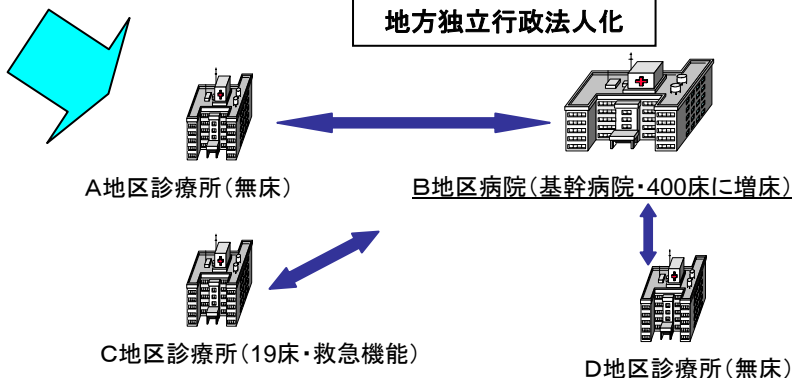 地方独立行政法人化
A地区診療所(無床)
B地区病院(基幹病院・400床に増床)
C地区診療所(19床・救急機能)
D地区診療所(無床)